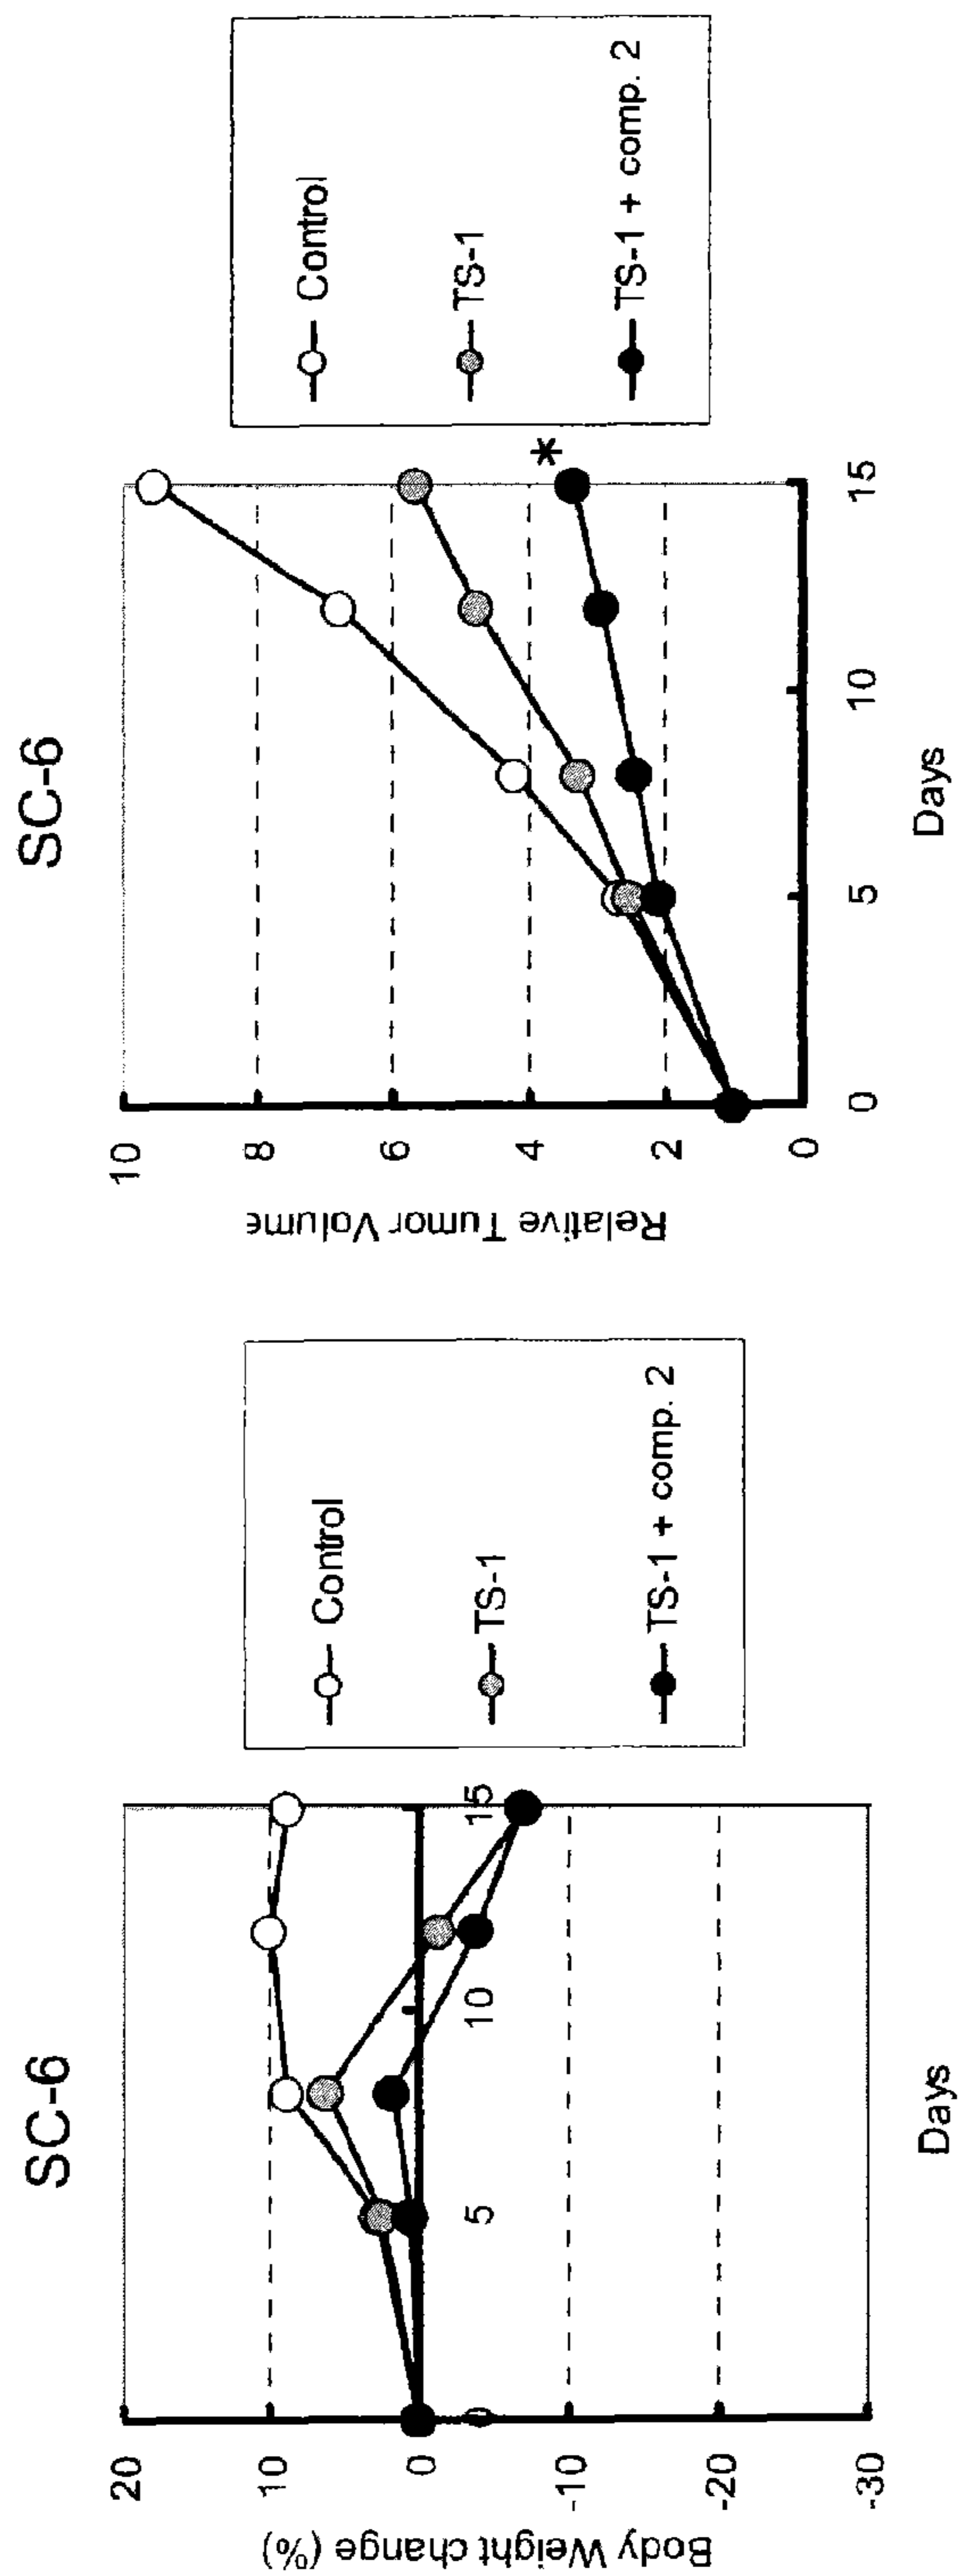 SC-6
Body Weight change (%)
20
10
0
-10
-20
-30
0
5
10
15
Days
Control
TS-1
TS-1 + comp. 2
SC-6
Relative Tumor Volume
10
8
6
4
2
0
0
5
10
15
*
Days
Control
TS-1
TS-1 + comp. 2